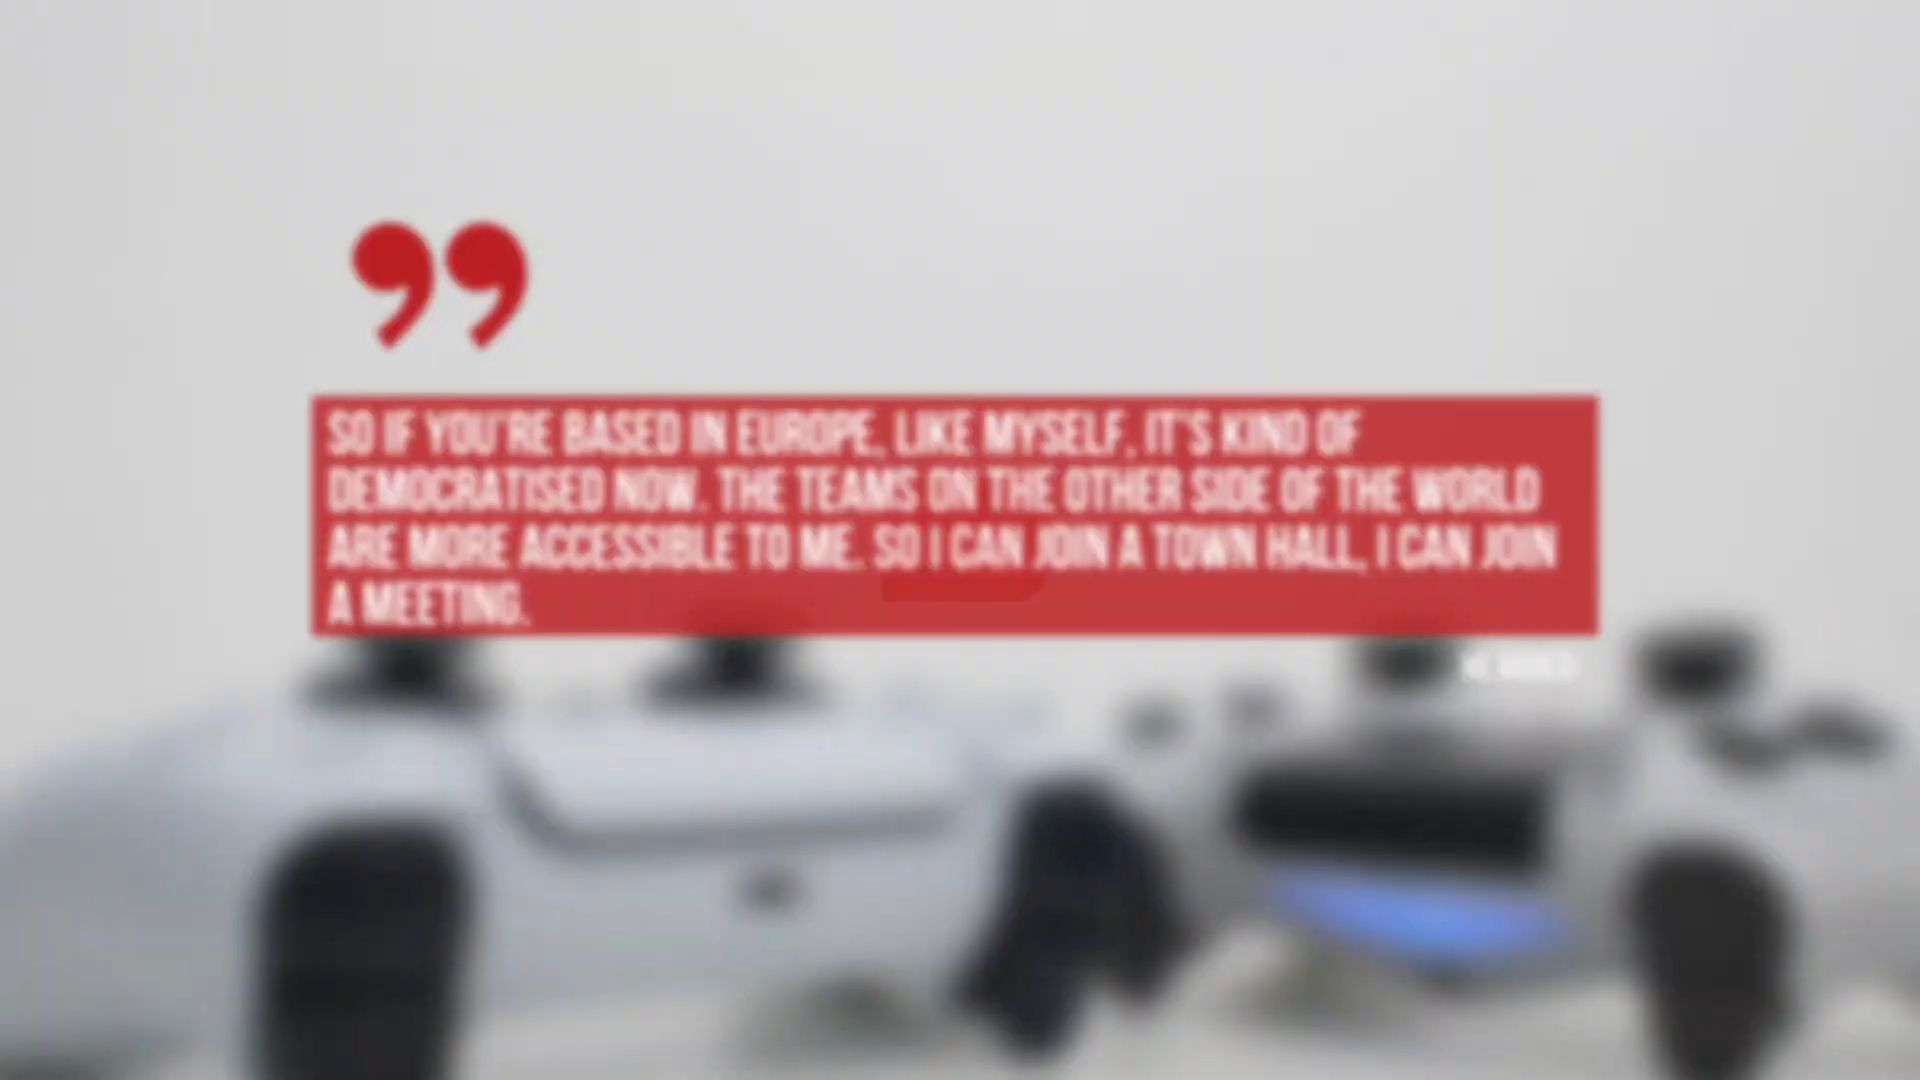 SO IF YOU'RE BASED IN EUROPE, LIKE MYSELF, IT'S KIND OF
DEMOCRATISED NOW. THE TEAMS ON THE OTHER SIDE OF THE WORLD
ARE MORE ACCESSIBLE TO ME. SO I CAN JOIN A TOWN HALL, I CAN JOIN
A MEETING.